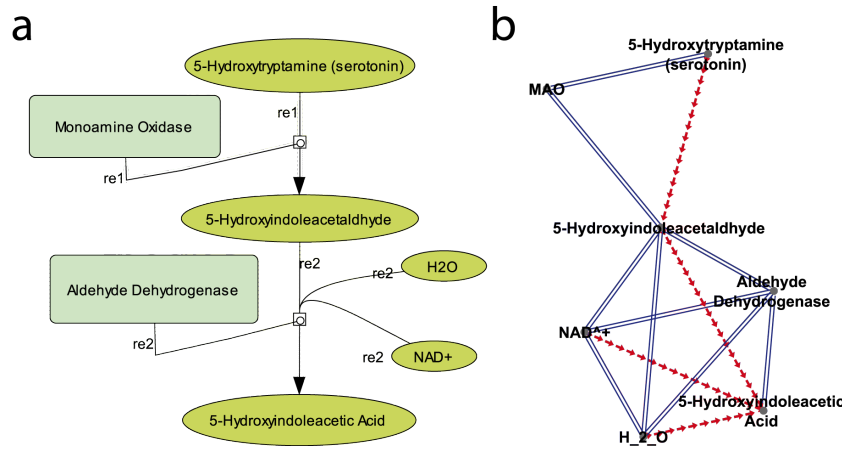 a
5-Hydroxytryptamine (serotonin)
re1
Monoamine Oxidase
re1
5-Hydroxyindoleacetaldhyde
re2
H2O
re2
Aldehyde Dehydrogenase
re2
re2
NAD+
5-Hydroxyindoleacetic Acid
b
5-Hydroxytryptamine
(serotonin)
MAO
5-Hydroxyindoleacetaldhyde
Aldehyde
Dehydrogenase
NAD^+
5-Hydroxyindoleacetic
Acid
H_2_O